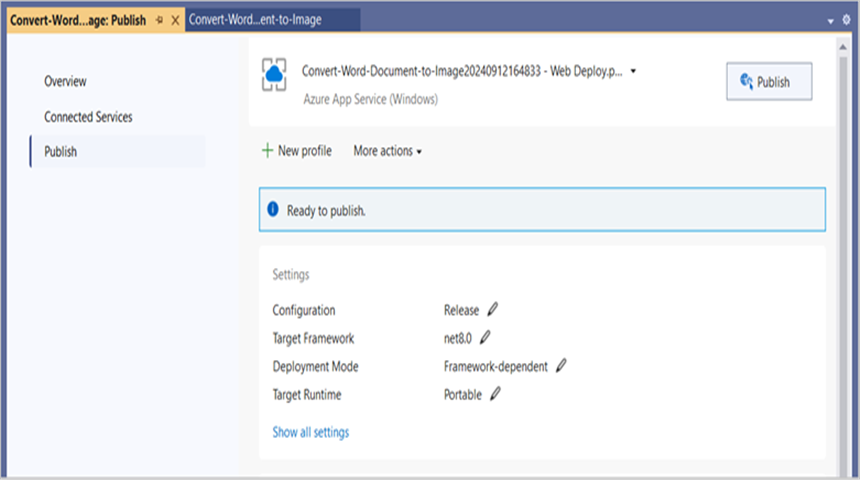 Convert-Word...age: Publish
Convert-Word...ent-to-Image
Overview
Connected Services
Publish
Convert-Word-Document-to-Image20240912164833 - Web Deploy.p...
Azure App Service (Windows)
Publish
New profile
More actions
Ready to publish.
Settings
Configuration Release
Target Framework net8.0
Deployment Mode Framework-dependent
Target Runtime Portable
Show all settings